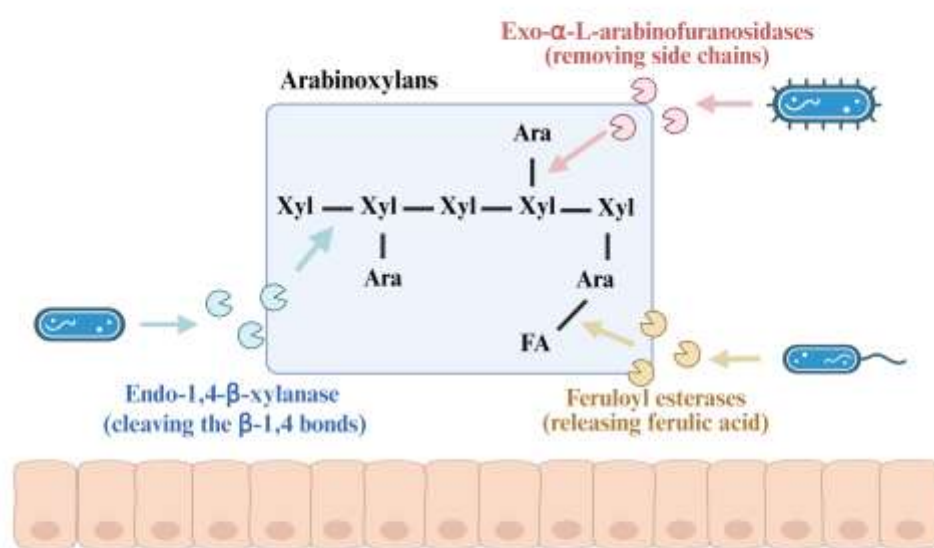 Exo-α-L-arabinofuranosidases
(removing side chains)
Arabinoxylans
Ara
Xyl — Xyl — Xyl — Xyl — Xyl
Ara
Ara
FA
Endo-1,4-β-xylanase
(cleaving the β-1,4 bonds)
Feruloyl esterases
(releasing ferulic acid)